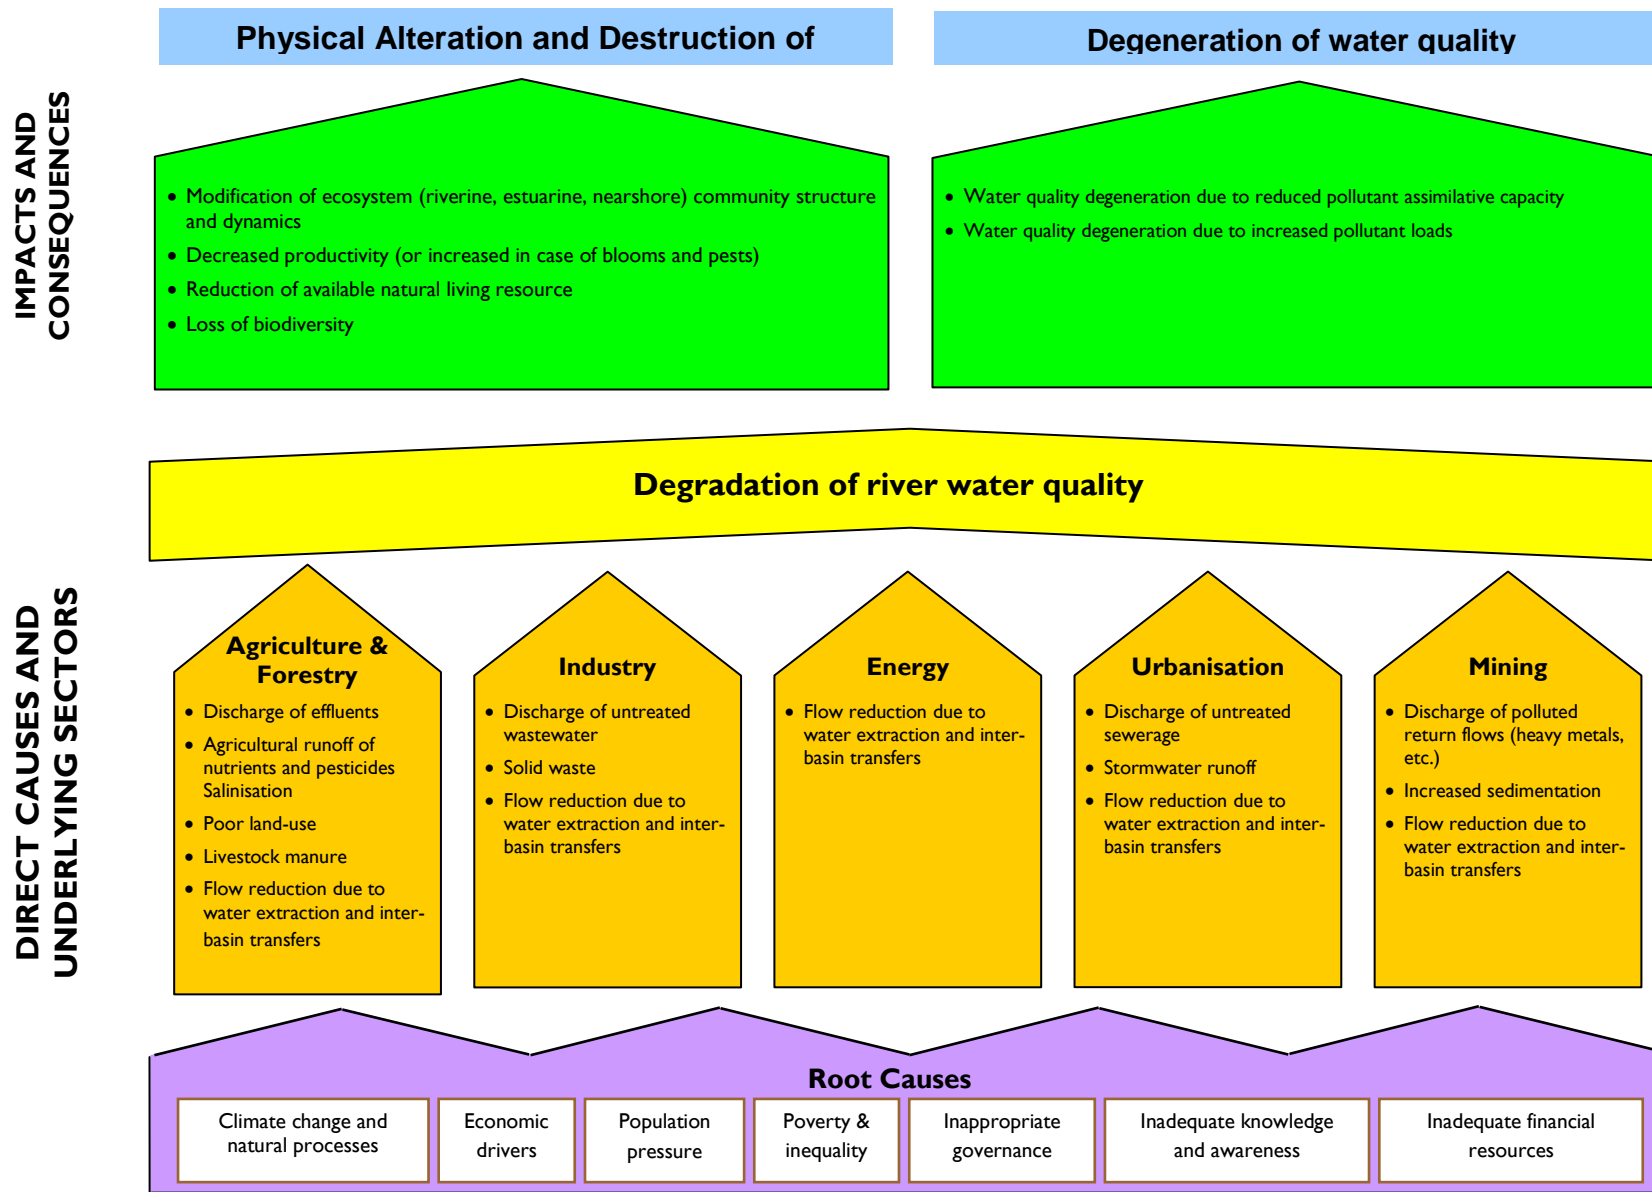 Physical Alteration and Destruction of
Degeneration of water quality
IMPACTS AND
CONSEQUENCES
• Modification of ecosystem (riverine, estuarine, nearshore) community structure
and dynamics
• Decreased productivity (or increased in case of blooms and pests)
• Reduction of available natural living resource
• Loss of biodiversity
• Water quality degeneration due to reduced pollutant assimilative capacity
• Water quality degeneration due to increased pollutant loads
Degradation of river water quality
DIRECT CAUSES AND
UNDERLYING SECTORS
Agriculture &
Forestry
• Discharge of effluents
• Agricultural runoff of
nutrients and pesticides
Salinisation
• Poor land-use
• Livestock manure
• Flow reduction due to
water extraction and inter-
basin transfers
Industry
• Discharge of untreated
wastewater
• Solid waste
• Flow reduction due to
water extraction and inter-
basin transfers
Energy
• Flow reduction due to
water extraction and inter-
basin transfers
Urbanisation
• Discharge of untreated
sewerage
• Stormwater runoff
• Flow reduction due to
water extraction and inter-
basin transfers
Mining
• Discharge of polluted
return flows (heavy metals,
etc.)
• Increased sedimentation
• Flow reduction due to
water extraction and inter-
basin transfers
Root Causes
Climate change and
natural processes
Economic
drivers
Population
pressure
Poverty &
inequality
Inappropriate
governance
Inadequate knowledge
and awareness
Inadequate financial
resources